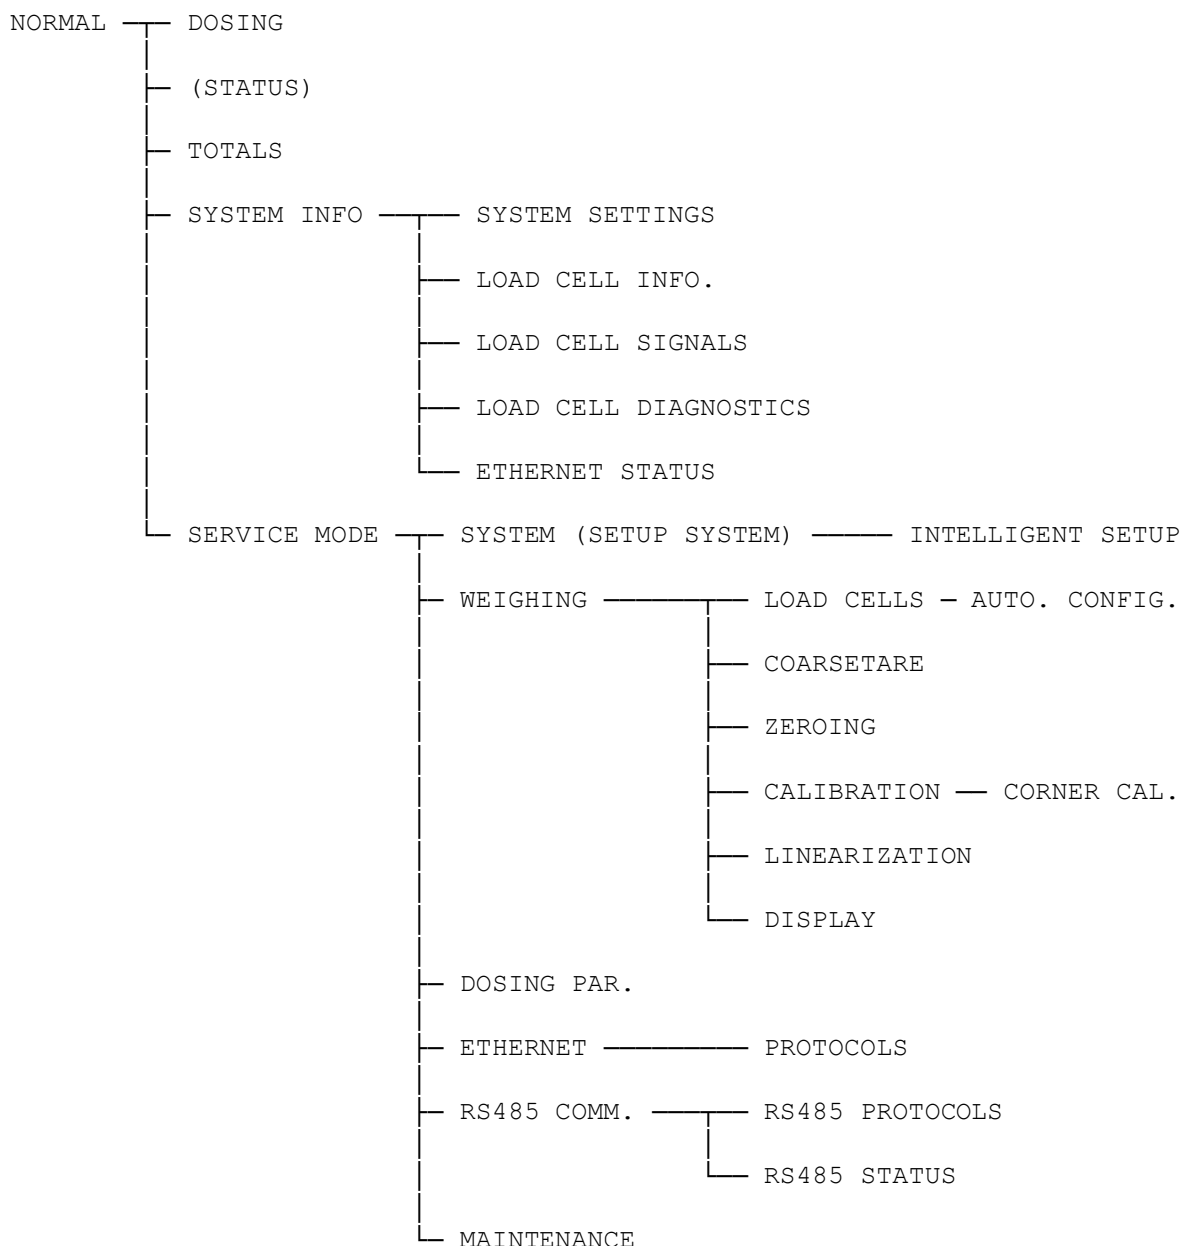 NORMAL DOSING
(STATUS)
TOTALS
SYSTEM INFO SYSTEM SETTINGS
LOAD CELL INFO.
LOAD CELL SIGNALS
LOAD CELL DIAGNOSTICS
ETHERNET STATUS
SERVICE MODE SYSTEM (SETUP SYSTEM) INTELLIGENT SETUP
WEIGHING LOAD CELLS AUTO. CONFIG.
COARSETARE
ZEROING
CALIBRATION CORNER CAL.
LINEARIZATION
DISPLAY
DOSING PAR.
ETHERNET PROTOCOLS
RS485 COMM. RS485 PROTOCOLS
RS485 STATUS
MAINTENANCE